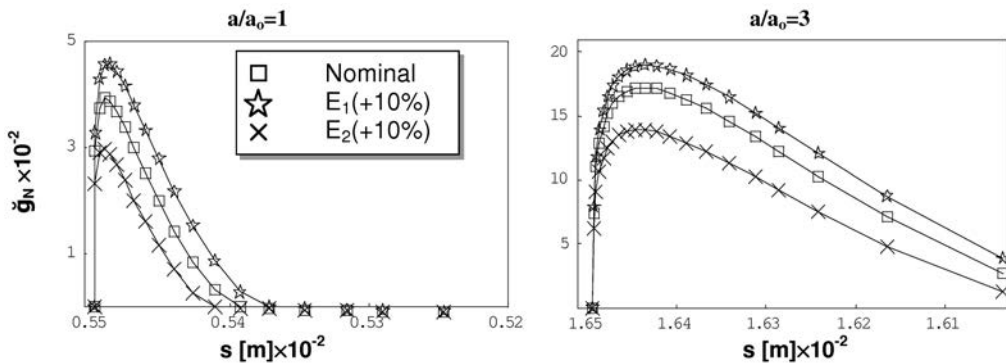 a/a₀=1
a/a₀=3
5
3
1
ğN×10⁻²
Nominal
E₁(+10%)
E₂(+10%)
0.55
0.54
0.53
0.52
s [m]×10⁻²
20
15
10
5
1.65
1.64
1.63
1.62
1.61
s [m]×10⁻²